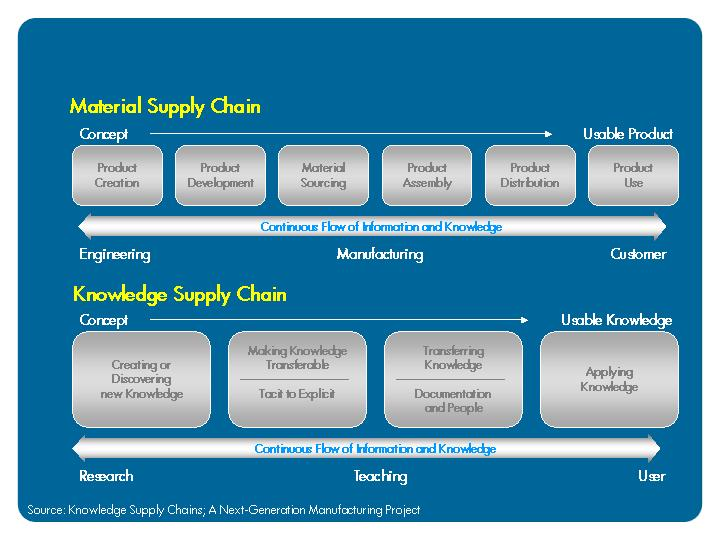 Material Supply Chain
Concept
Usable Product
Product
Creation
Product
Development
Material
Sourcing
Product
Assembly
Product
Distribution
Product
Use
Continuous Flow of Information and Knowledge
Engineering
Manufacturing
Customer
Knowledge Supply Chain
Concept
Usable Knowledge
Creating or
Discovering
new Knowledge
Making Knowledge
Transferable
Tacit to Explicit
Transferring
Knowledge
Documentation
and People
Applying
Knowledge
Continuous Flow of Information and Knowledge
Research
Teaching
User
Source: Knowledge Supply Chains; A Next-Generation Manufacturing Project